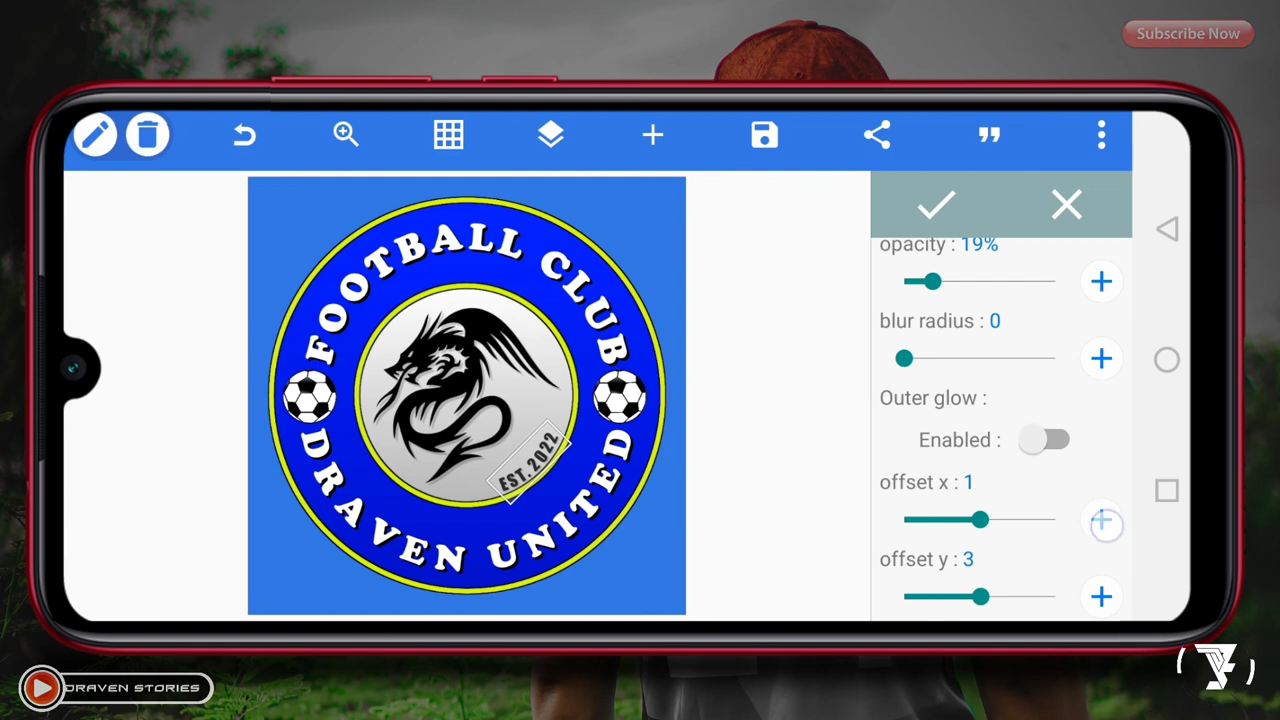 Subscribe Now
FOOTBALL CLUB
DRAVEN UNITED
EST. 2022
opacity : 19%
blur radius : 0
Outer glow :
Enabled :
offset x : 1
offset y : 3
DRAVEN STORIES